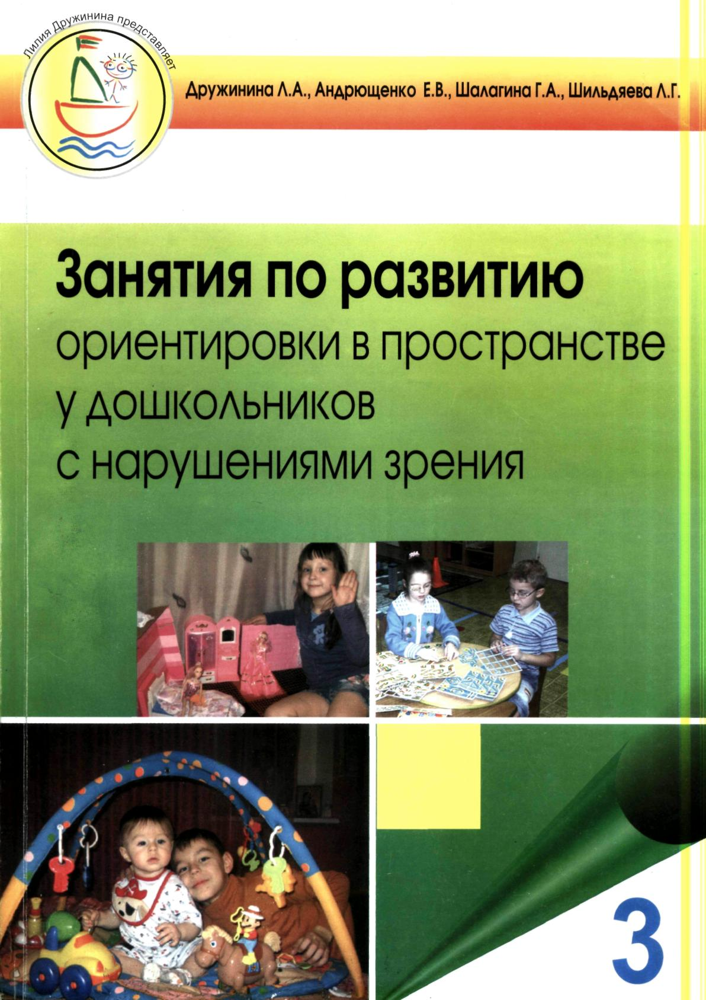 Лилия Дружинина представляет
Дружинина Л.А., Андрющенко Е.В., Шалагина Г.А., Шильдяева Л.Г.
Занятия по развитию
ориентировки в пространстве
у дошкольников
с нарушениями зрения
3